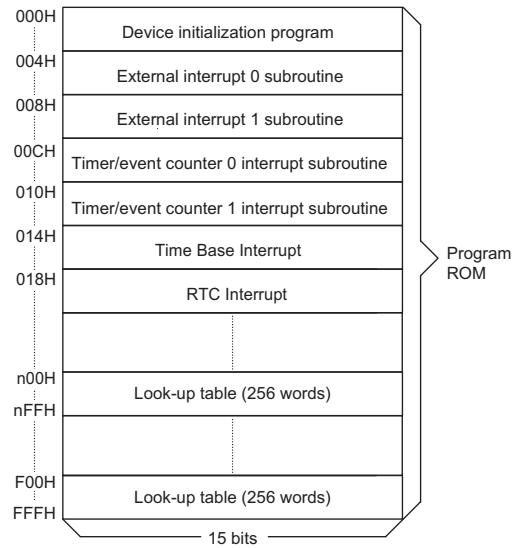 000H
Device initialization program
004H
External interrupt 0 subroutine
008H
External interrupt 1 subroutine
00CH
Timer/event counter 0 interrupt subroutine
010H
Timer/event counter 1 interrupt subroutine
014H
Time Base Interrupt
018H
RTC Interrupt
Program
ROM
n00H
Look-up table (256 words)
nFFH
F00H
Look-up table (256 words)
FFFH
15 bits